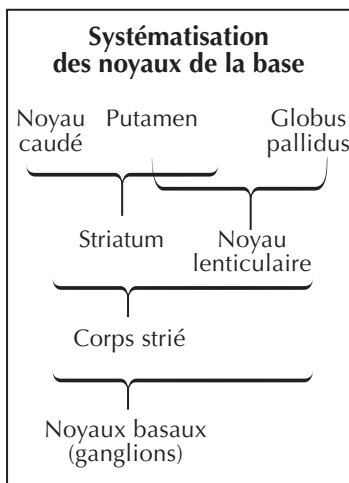 Systématisation
des noyaux de la base
Noyau caudé
Putamen
Globus pallidus
Striatum
Noyau lenticulaire
Corps strié
Noyaux basaux
(ganglions)